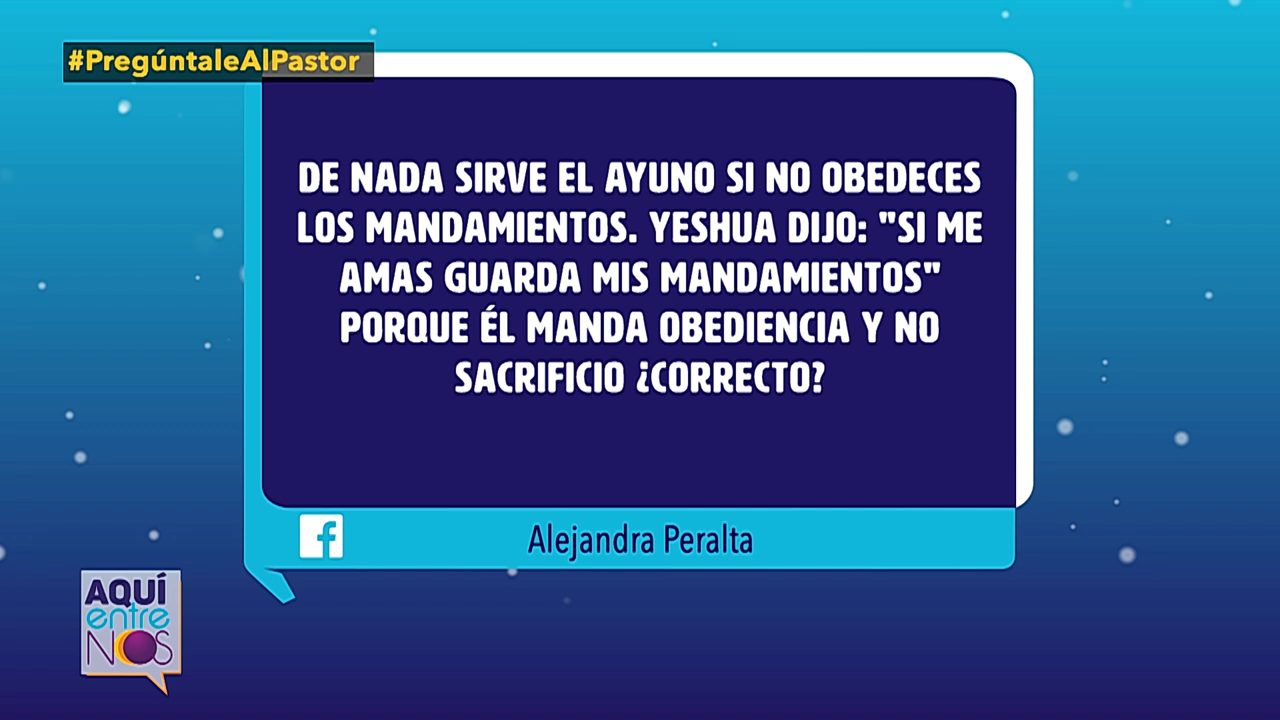 #PregúntaleAlPastor
DE NADA SIRVE EL AYUNO SI NO OBEDECES
LOS MANDAMIENTOS. YESHUA DIJO: "SI ME
AMAS GUARDA MIS MANDAMIENTOS"
PORQUE ÉL MANDA OBEDIENCIA Y NO
SACRIFICIO ¿CORRECTO?
f
Alejandra Peralta
AQUÍ
entre
NOS